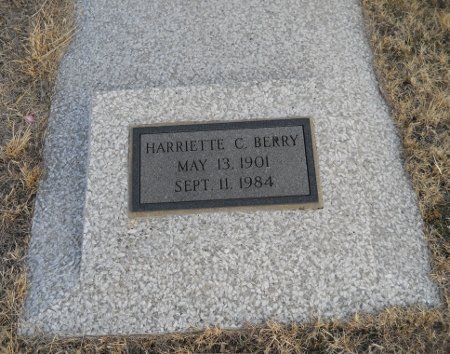 HARRIETTE C. BERRY
MAY 13, 1901
SEPT. 11, 1984